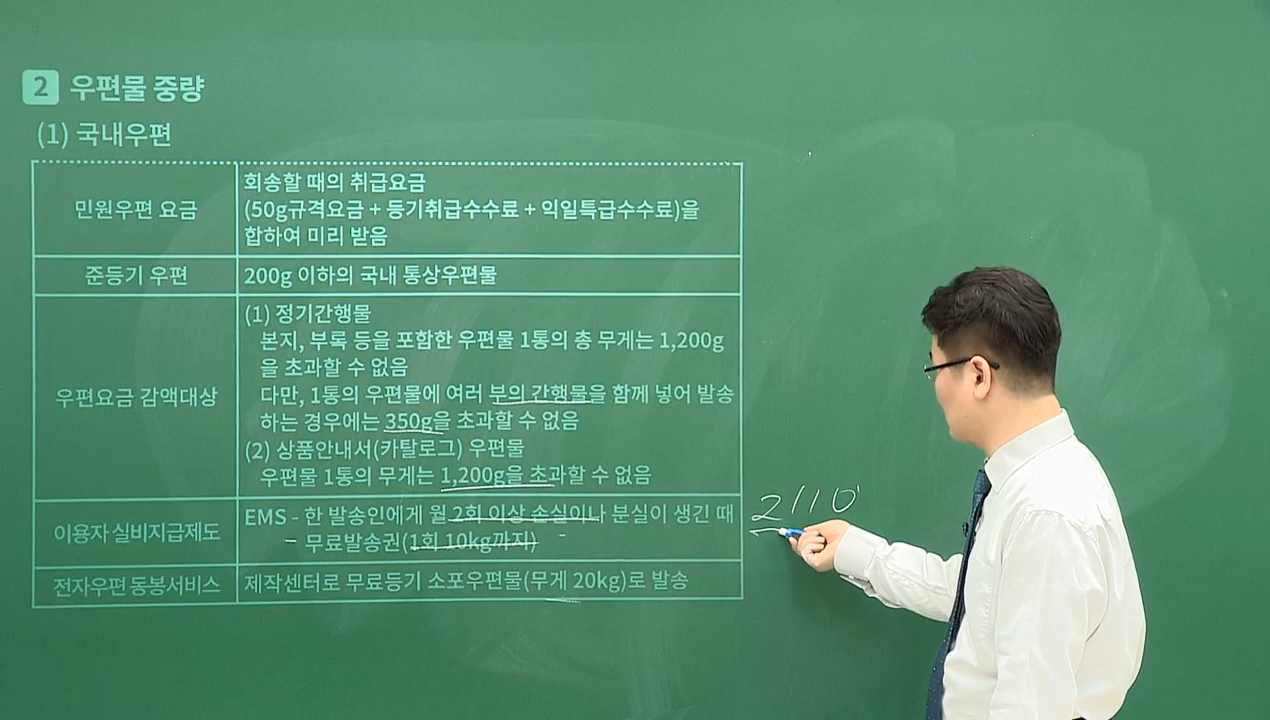 2 우편물 중량
(1) 국내우편
민원우편 요금
회송할 때의 취급요금
(50g규격요금 + 등기취급수수료 + 익일특급수수료)을
합하여 미리 받음
준등기 우편
200g 이하의 국내 통상우편물
우편요금 감액대상
(1) 정기간행물
본지, 부록 등을 포함한 우편물 1통의 총 무게는 1,200g
을 초과할 수 없음
다만, 1통의 우편물에 여러 부의 간행물을 함께 넣어 발송
하는 경우에는 350g을 초과할 수 없음
(2) 상품안내서(카탈로그) 우편물
우편물 1통의 무게는 1,200g을 초과할 수 없음
이용자 실비지급제도
EMS - 한 발송인에게 월 2회 이상 손실이나 분실이 생긴 때
무료발송권(1회 10kg까지)
전자우편 동봉서비스
제작센터로 무료등기 소포우편물(무게 20kg)로 발송
2110